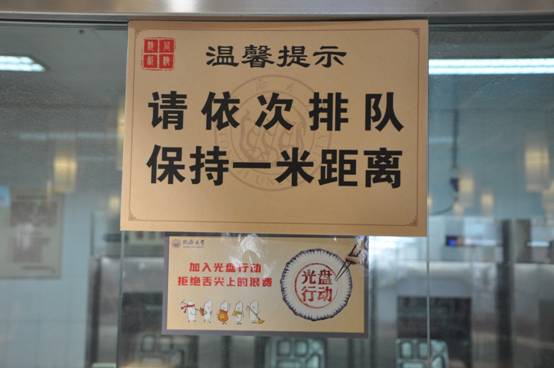 温馨提示
请依次排队
保持一米距离
加入光盘行动
拒绝舌尖上的浪费
光盘
行动